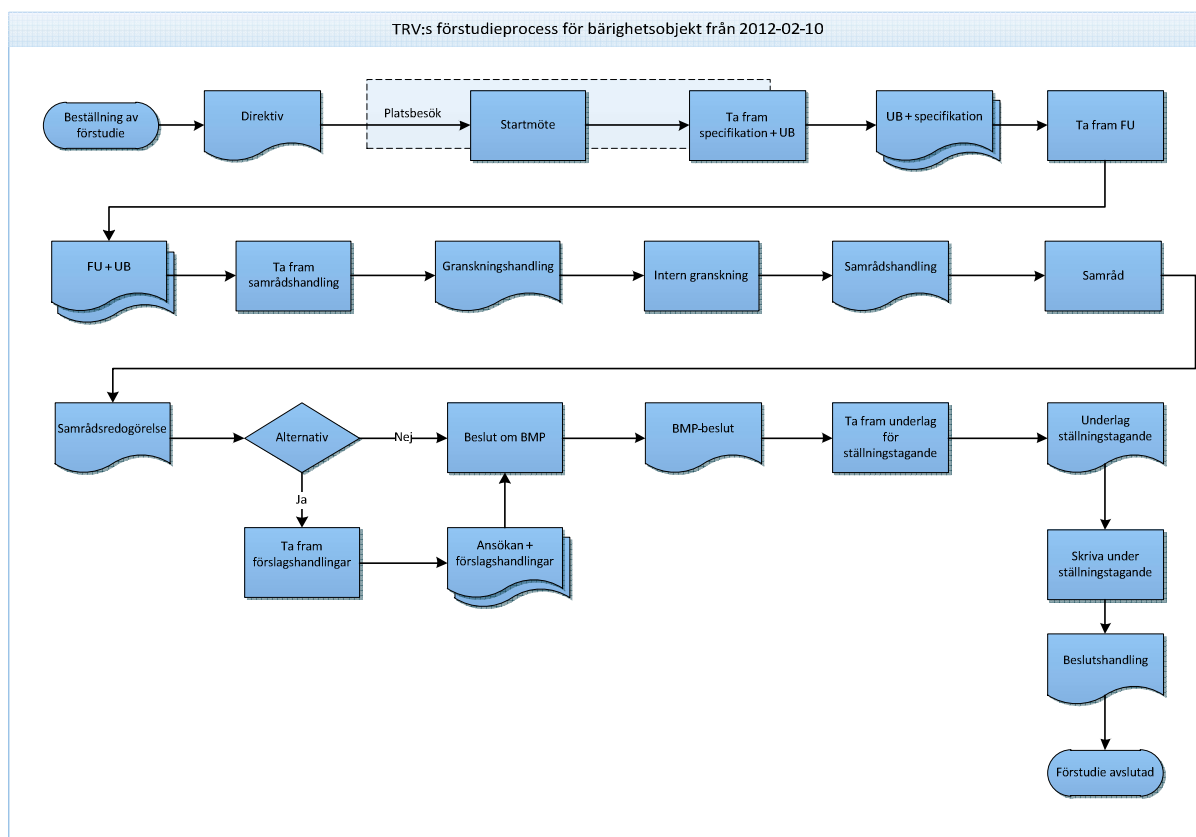 TRV:s förstudieprocess för bärighetsobjekt från 2012-02-10
Beställning av
förstudie
Direktiv
Platsbesök
Startmöte
Ta fram
specifikation + UB
UB + specifikation
Ta fram FU
FU + UB
Ta fram
samrådshandling
Granskningshandling
Intern granskning
Samrådshandling
Samråd
Samrådsredogörelse
Alternativ
Nej
Beslut om BMP
BMP-beslut
Ta fram underlag
för
ställningstagande
Underlag
ställningstagande
Ja
Ta fram
förslagshandlingar
Ansökan +
förslagshandlingar
Skriva under
ställningstagande
Beslutshandling
Förstudie avslutad